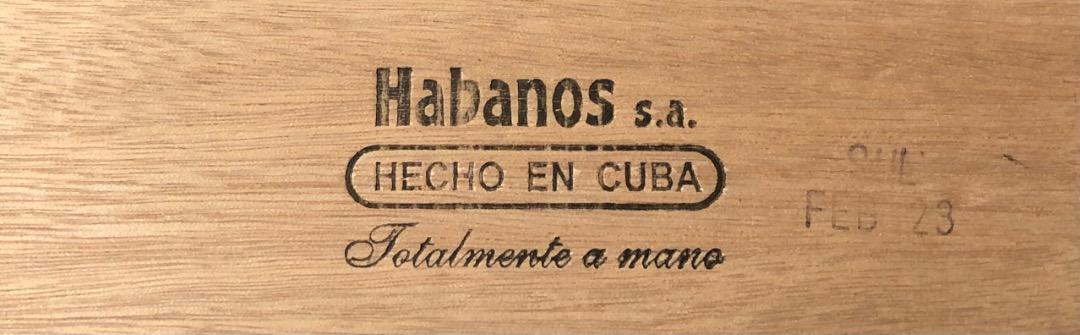 Habanos s.a.
HECHO EN CUBA
Totalmente a mano
FEB 23